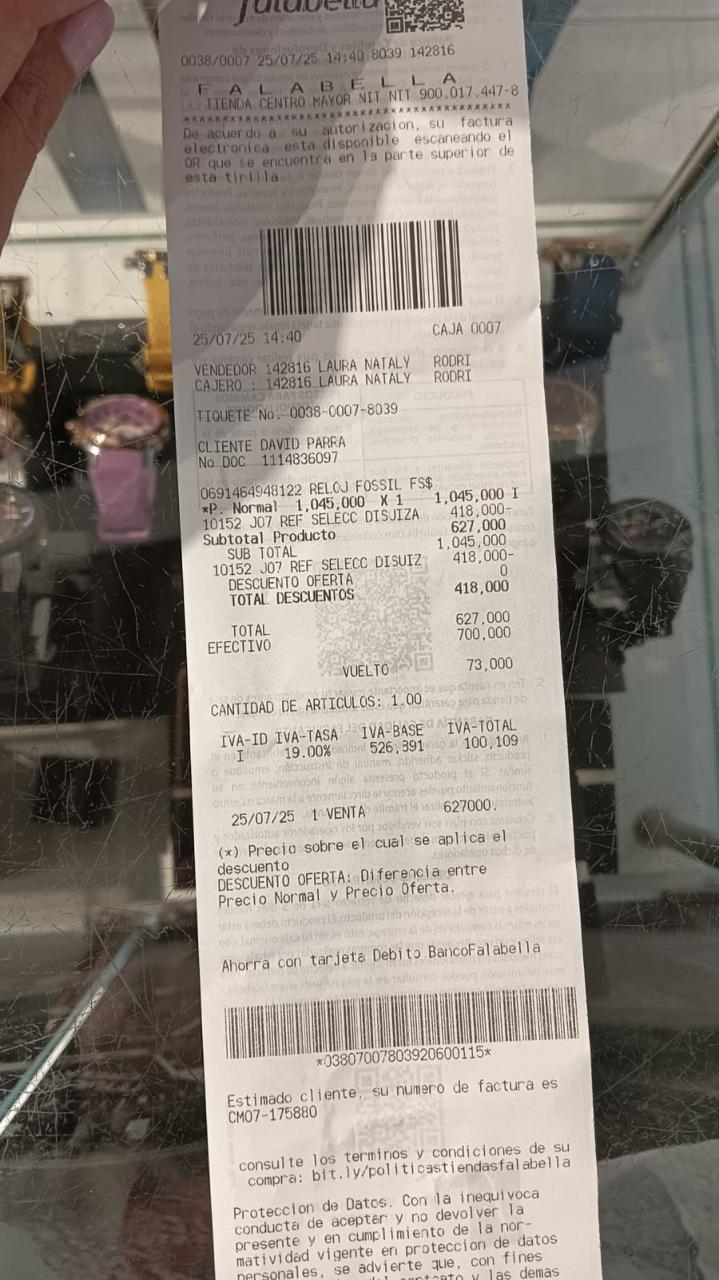 falabella
0038/0007 25/07/25 14:40 8039 142816
F A L A B E L L A
TIENDA CENTRO MAYOR NIT NIT 900.017.447-8
****************************************
De acuerdo a su autorizacion, su factura
electronica esta disponible escaneando el
QR que se encuentra en la parte superior de
esta tirilla.
25/07/25 14:40 CAJA 0007
VENDEDOR 142816 LAURA NATALY RODRI
CAJERO : 142816 LAURA NATALY RODRI
TIQUETE No. 0038-0007-8039
CLIENTE DAVID PARRA
No DOC 1114836097
0691464948122 RELOJ FOSSIL FS$
*P. Normal 1,045,000 X 1 1,045,000 I
10152 J07 REF SELECC DISJIZA 418,000-
Subtotal Producto 627,000
SUB TOTAL 1,045,000
10152 J07 REF SELECC DISUIZ 418,000-
DESCUENTO OFERTA 0
TOTAL DESCUENTOS 418,000
TOTAL 627,000
EFECTIVO 700,000
VUELTO 73,000
CANTIDAD DE ARTICULOS: 1.00
IVA-ID IVA-TASA IVA-BASE IVA-TOTAL
I 19.00% 526,391 100,109
25/07/25 1 VENTA 627000.
(*) Precio sobre el cual se aplica el
descuento
DESCUENTO OFERTA: Diferencia entre
Precio Normal y Precio Oferta.
Ahorra con tarjeta Debito BancoFalabella
*03807007803920600115*
Estimado cliente, su numero de factura es
CM07-175880
consulte los terminos y condiciones de su
compra: bit.ly/politicastiendasfalabella
Proteccion de Datos. Con la inequivoca
conducta de aceptar y no devolver la
presente y en cumplimiento de la nor-
matividad vigente en proteccion de datos
personales, se advierte que, con fines
y las demas